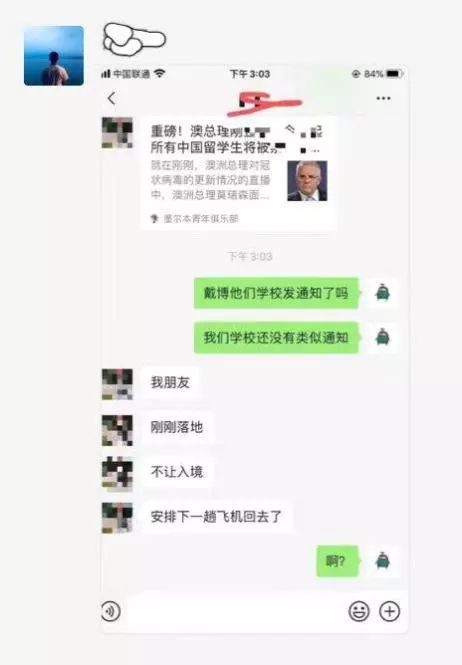 中国联通
下午3:03
84%
重磅！澳总理刚
所有中国留学生将被
就在刚刚，澳洲总理对冠
状病毒的更新情况的直播
中，澳洲总理莫瑞森面...
墨尔本青年俱乐部
下午 3:03
戴博他们学校发通知了吗
我们学校还没有类似通知
我朋友
刚刚落地
不让入境
安排下一趟飞机回去了
啊?